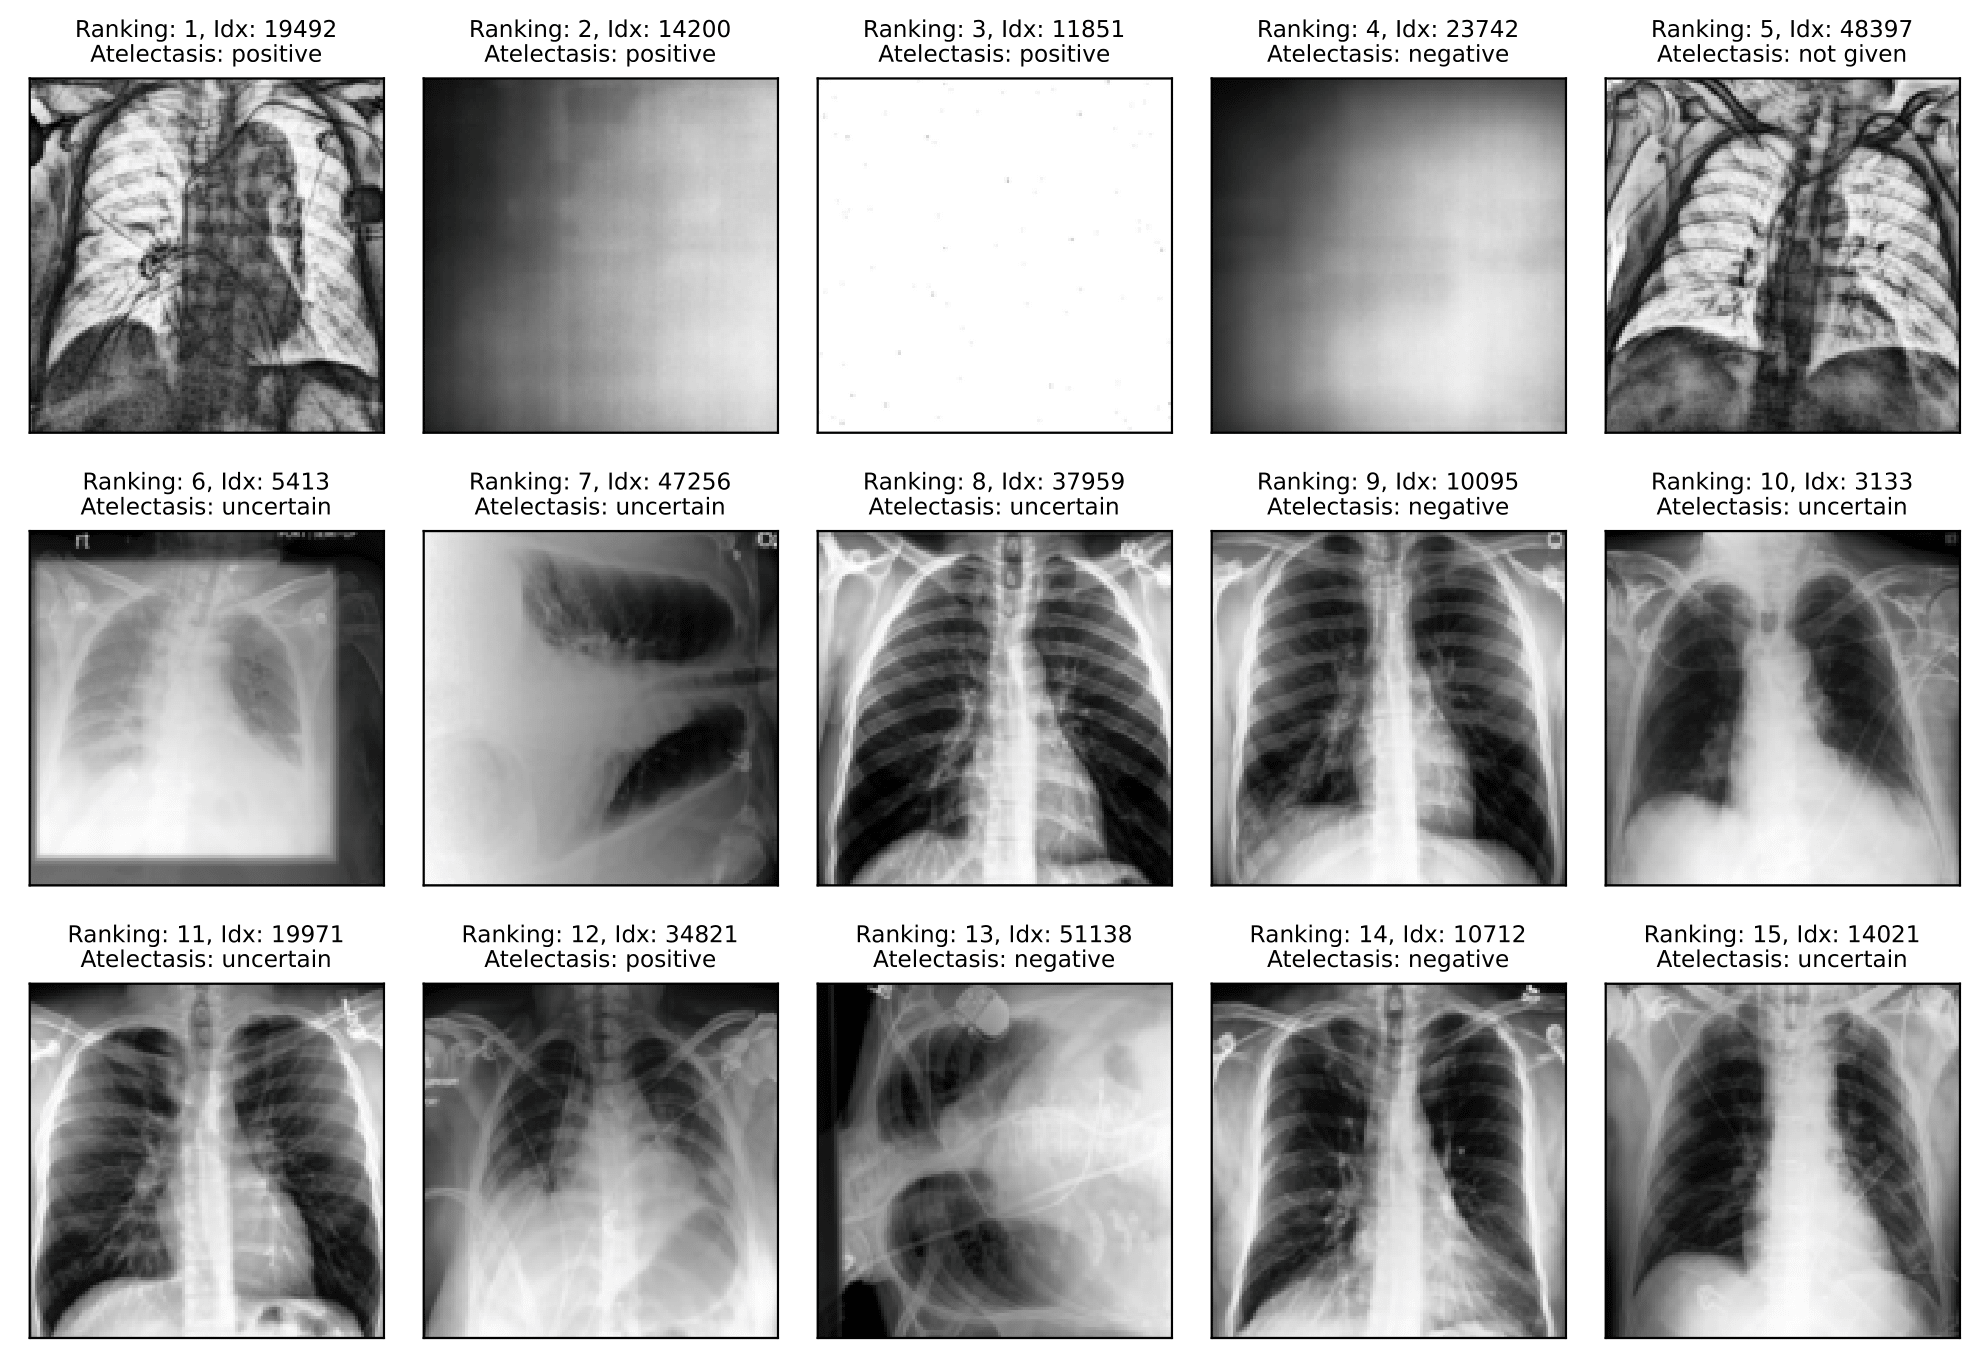 Ranking: 1, Idx: 19492
Atelectasis: positive
Ranking: 2, Idx: 14200
Atelectasis: positive
Ranking: 3, Idx: 11851
Atelectasis: positive
Ranking: 4, Idx: 23742
Atelectasis: negative
Ranking: 5, Idx: 48397
Atelectasis: not given
Ranking: 6, Idx: 5413
Atelectasis: uncertain
rt
Ranking: 7, Idx: 47256
Atelectasis: uncertain
Ranking: 8, Idx: 37959
Atelectasis: uncertain
Ranking: 9, Idx: 10095
Atelectasis: negative
Ranking: 10, Idx: 3133
Atelectasis: uncertain
Ranking: 11, Idx: 19971
Atelectasis: uncertain
Ranking: 12, Idx: 34821
Atelectasis: positive
Ranking: 13, Idx: 51138
Atelectasis: negative
Ranking: 14, Idx: 10712
Atelectasis: negative
Ranking: 15, Idx: 14021
Atelectasis: uncertain